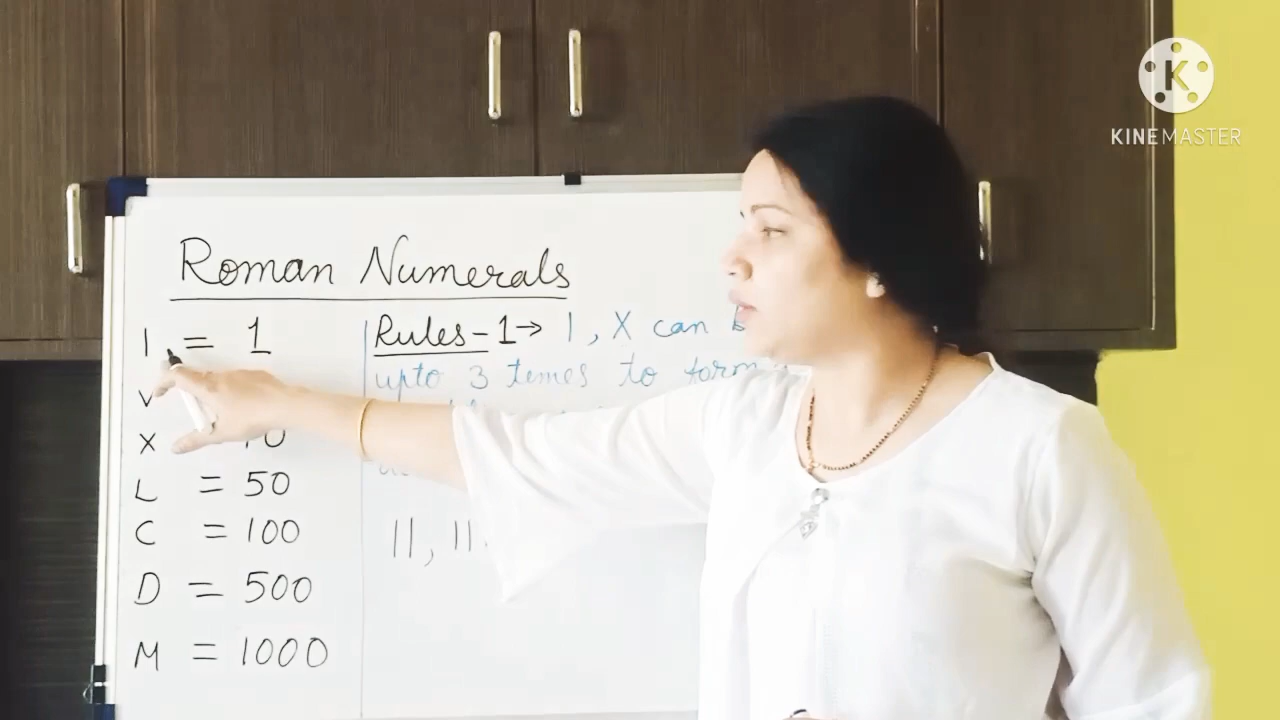 Roman Numerals
I = 1
V
X
L = 50
C = 100
D = 500
M = 1000
Rules-1→ I, X can
upto 3 times to form
II, II
KINEMASTER